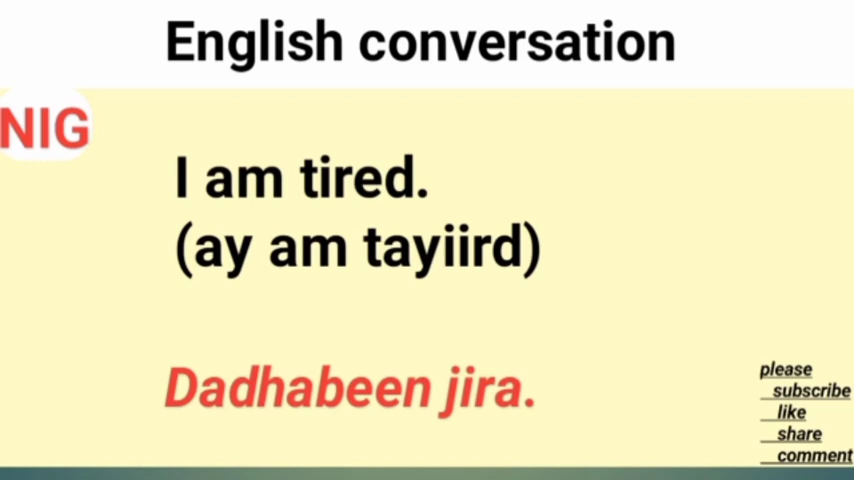 English conversation
NIG
I am tired.
(ay am tayiird)
Dadhabeen jira.
please
subscribe
like
share
comment